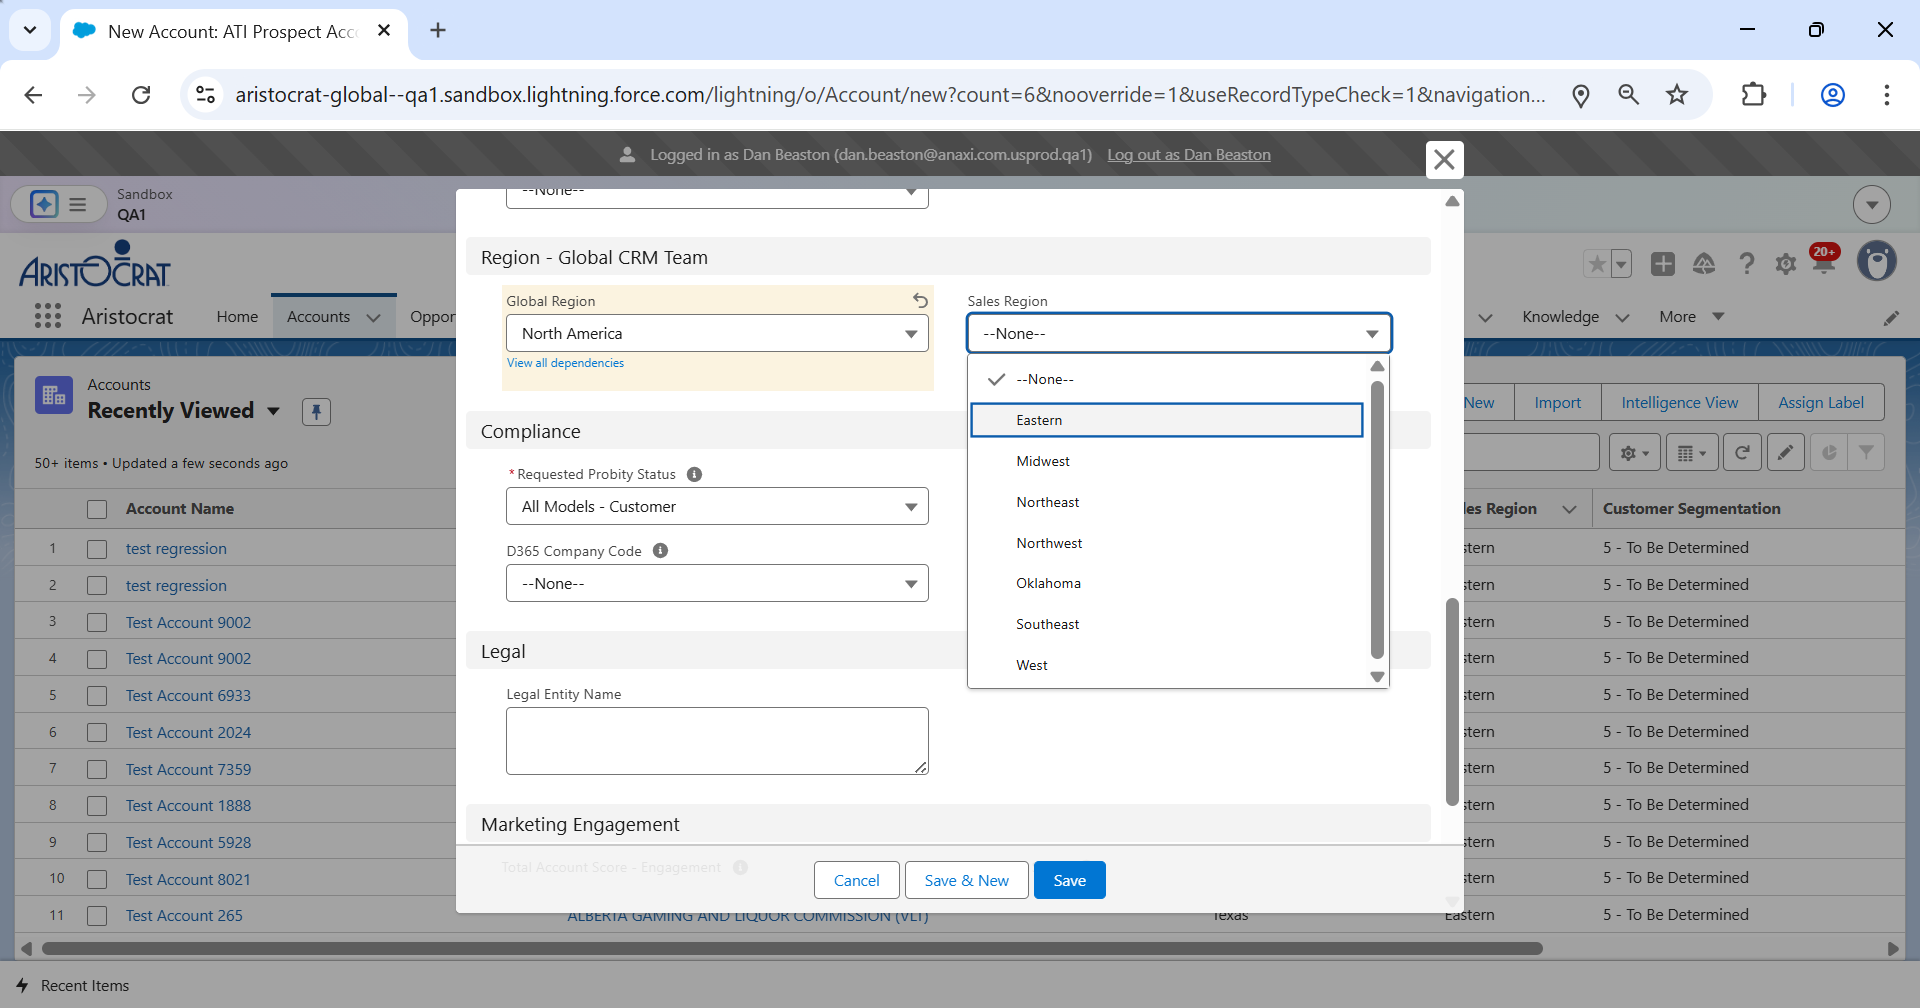 New Account: ATI Prospect Acc
aristocrat-global--qa1.sandbox.lightning.force.com/lightning/o/Account/new?count=6&nooverride=1&useRecordTypeCheck=1&navigation...
Logged in as Dan Beaston (dan.beaston@anaxi.com.usprod.qa1) Log out as Dan Beaston
Sandbox
QA1
ARISTOCRAT
20+
Aristocrat Home Accounts Oppor Knowledge More
Accounts
Recently Viewed
New Import Intelligence View Assign Label
50+ items • Updated a few seconds ago
Account Name les Region Customer Segmentation
1 test regression stern 5 - To Be Determined
2 test regression stern 5 - To Be Determined
3 Test Account 9002 stern 5 - To Be Determined
4 Test Account 9002 stern 5 - To Be Determined
5 Test Account 6933 stern 5 - To Be Determined
6 Test Account 2024 stern 5 - To Be Determined
7 Test Account 7359 stern 5 - To Be Determined
8 Test Account 1888 stern 5 - To Be Determined
9 Test Account 5928 stern 5 - To Be Determined
10 Test Account 8021 stern 5 - To Be Determined
11 Test Account 265 ALBERTA GAMING AND LIQUOR COMMISSION (VLT) Texas Eastern 5 - To Be Determined
--None--
Region - Global CRM Team
Global Region
North America
View all dependencies
Sales Region
--None--
--None--
Eastern
Midwest
Northeast
Northwest
Oklahoma
Southeast
West
Compliance
*Requested Probity Status
All Models - Customer
D365 Company Code
--None--
Legal
Legal Entity Name
Marketing Engagement
Total Account Score - Engagement
Cancel Save & New Save
Recent Items